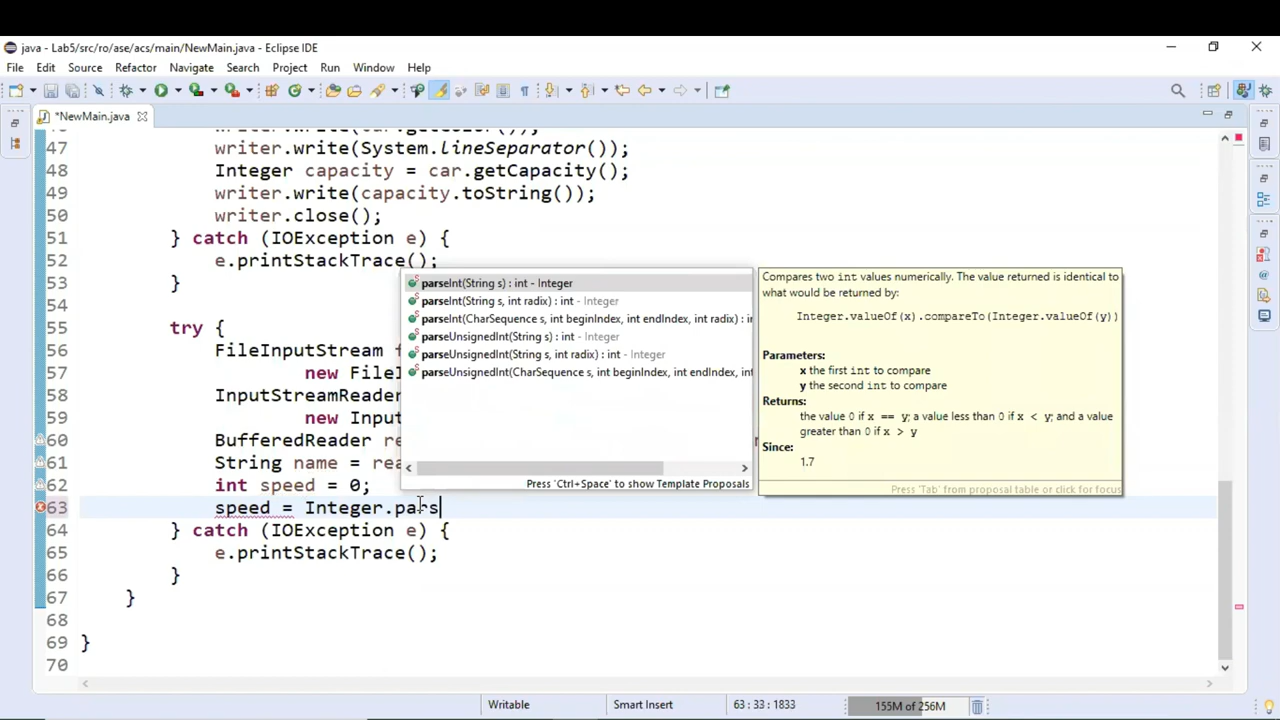 java - Lab5/src/ro/ase/acs/main/NewMain.java - Eclipse IDE
File Edit Source Refactor Navigate Search Project Run Window Help
*NewMain.java
47 writer.write(System.lineSeparator());
48 Integer capacity = car.getCapacity();
49 writer.write(capacity.toString());
50 writer.close();
51 } catch (IOException e) {
52 e.printStackTrace();
53 }
54
55 try {
56 FileInputStream
57 new FileI
58 InputStreamReader
59 new Input
60 BufferedReader re
61 String name = rea
62 int speed = 0;
63 speed = Integer.pars
64 } catch (IOException e) {
65 e.printStackTrace();
66 }
67 }
68
69 }
70
parseInt(String s) : int - Integer
parseInt(String s, int radix) : int - Integer
parseInt(CharSequence s, int beginIndex, int endIndex, int radix) : in
parseUnsignedInt(String s) : int - Integer
parseUnsignedInt(String s, int radix) : int - Integer
parseUnsignedInt(CharSequence s, int beginIndex, int endIndex, int
Press 'Ctrl+Space' to show Template Proposals
Compares two int values numerically. The value returned is identical to
what would be returned by:
Integer.valueOf(x).compareTo(Integer.valueOf(y))
Parameters:
x the first int to compare
y the second int to compare
Returns:
the value 0 if x == y; a value less than 0 if x < y; and a value
greater than 0 if x > y
Since:
1.7
Press 'Tab' from proposal table or click for focus
Writable Smart Insert 63 : 33 : 1833 155M of 256M